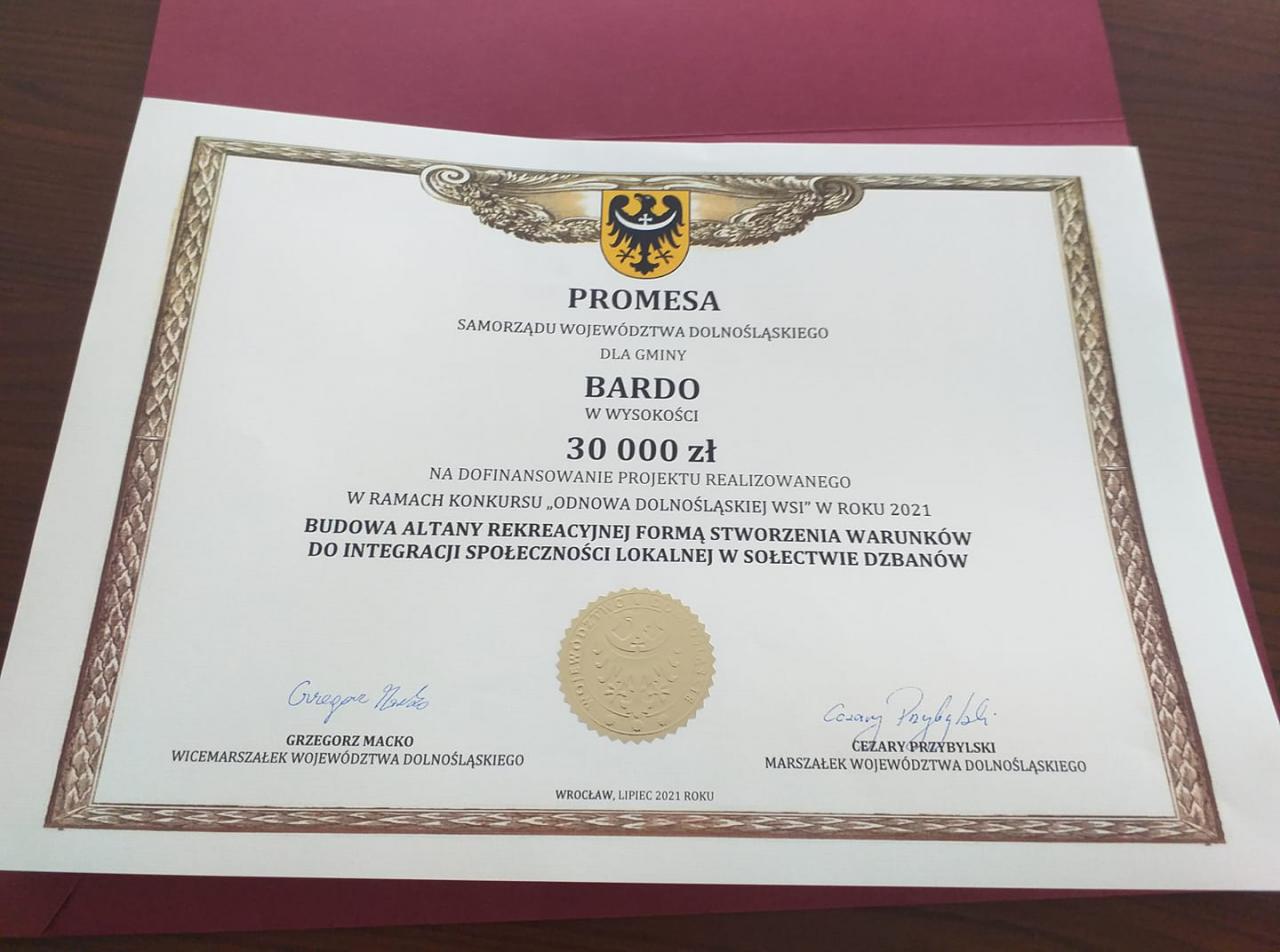 PROMESA
SAMORZĄDU WOJEWÓDZTWA DOLNOŚLĄSKIEGO
DLA GMINY
BARDO
W WYSOKOŚCI
30 000 zł
NA DOFINANSOWANIE PROJEKTU REALIZOWANEGO
W RAMACH KONKURSU „ODNOWA DOLNOŚLĄSKIEJ WSI” W ROKU 2021
BUDOWA ALTANY REKREACYJNEJ FORMĄ STWORZENIA WARUNKÓW
DO INTEGRACJI SPOŁECZNOŚCI LOKALNEJ W SOŁECTWIE DZBANÓW
WOJEWÓDZTWO
Grzegorz Macko
GRZEGORZ MACKO
WICEMARSZAŁEK WOJEWÓDZTWA DOLNOŚLĄSKIEGO
Cezary Przybylski
CEZARY PRZYBYLSKI
MARSZAŁEK WOJEWÓDZTWA DOLNOŚLĄSKIEGO
WROCŁAW, LIPIEC 2021 ROKU